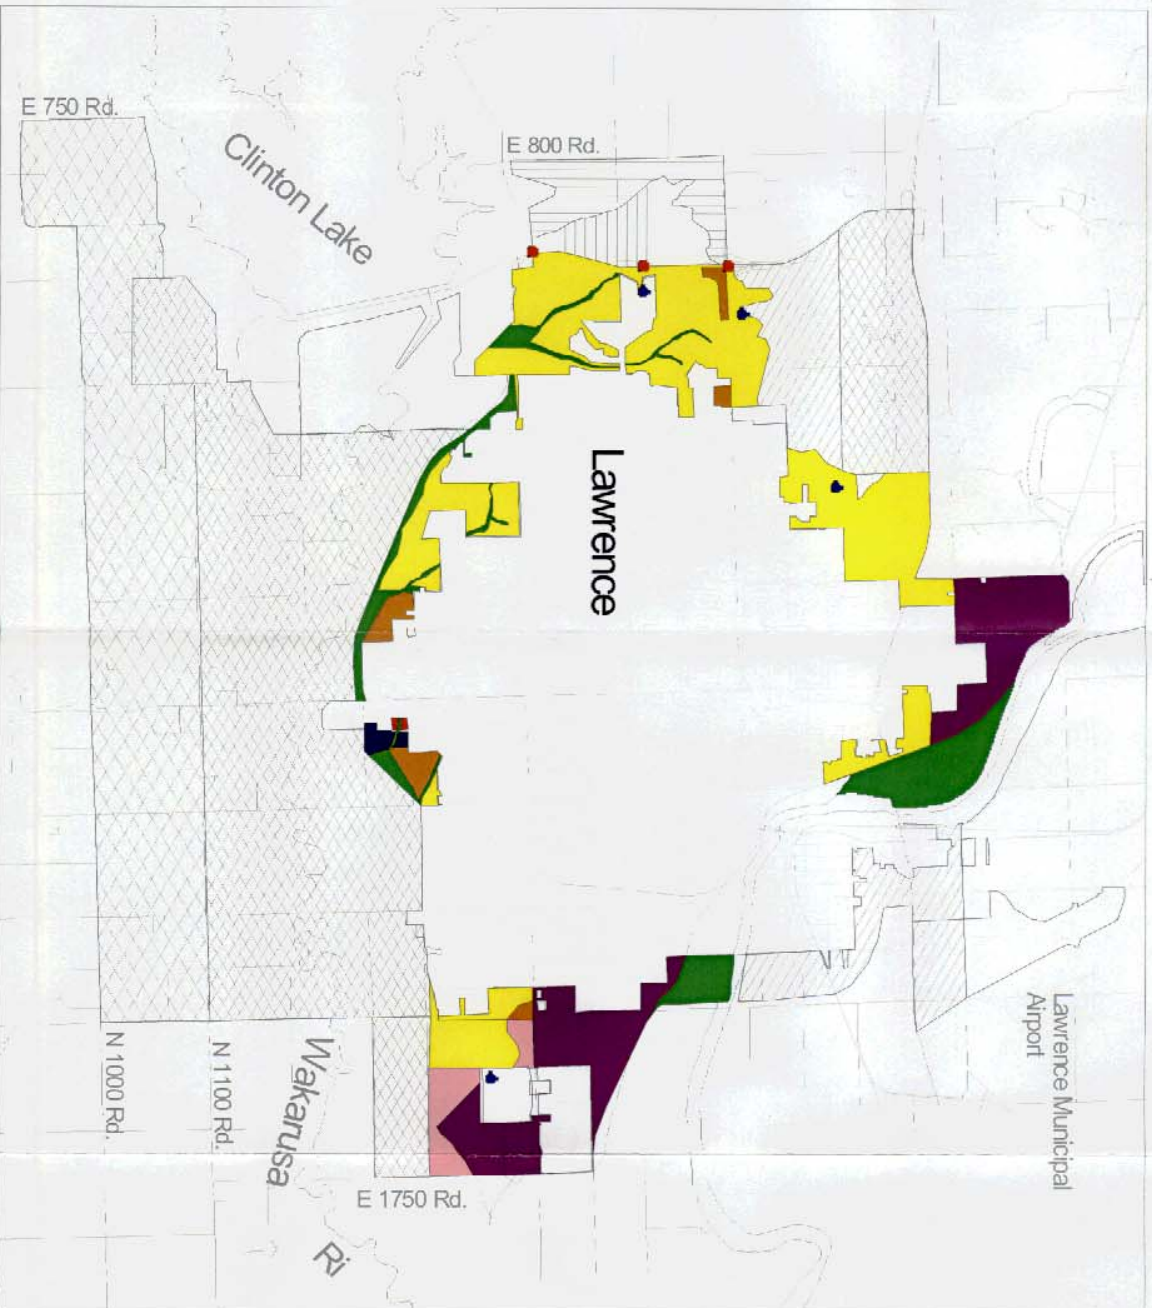 E 750 Rd.
Clinton Lake
E 800 Rd.
Lawrence
Lawrence Municipal
Airport
N 1000 Rd.
N 1100 Rd.
Wakarusa
Ri
E 1750 Rd.